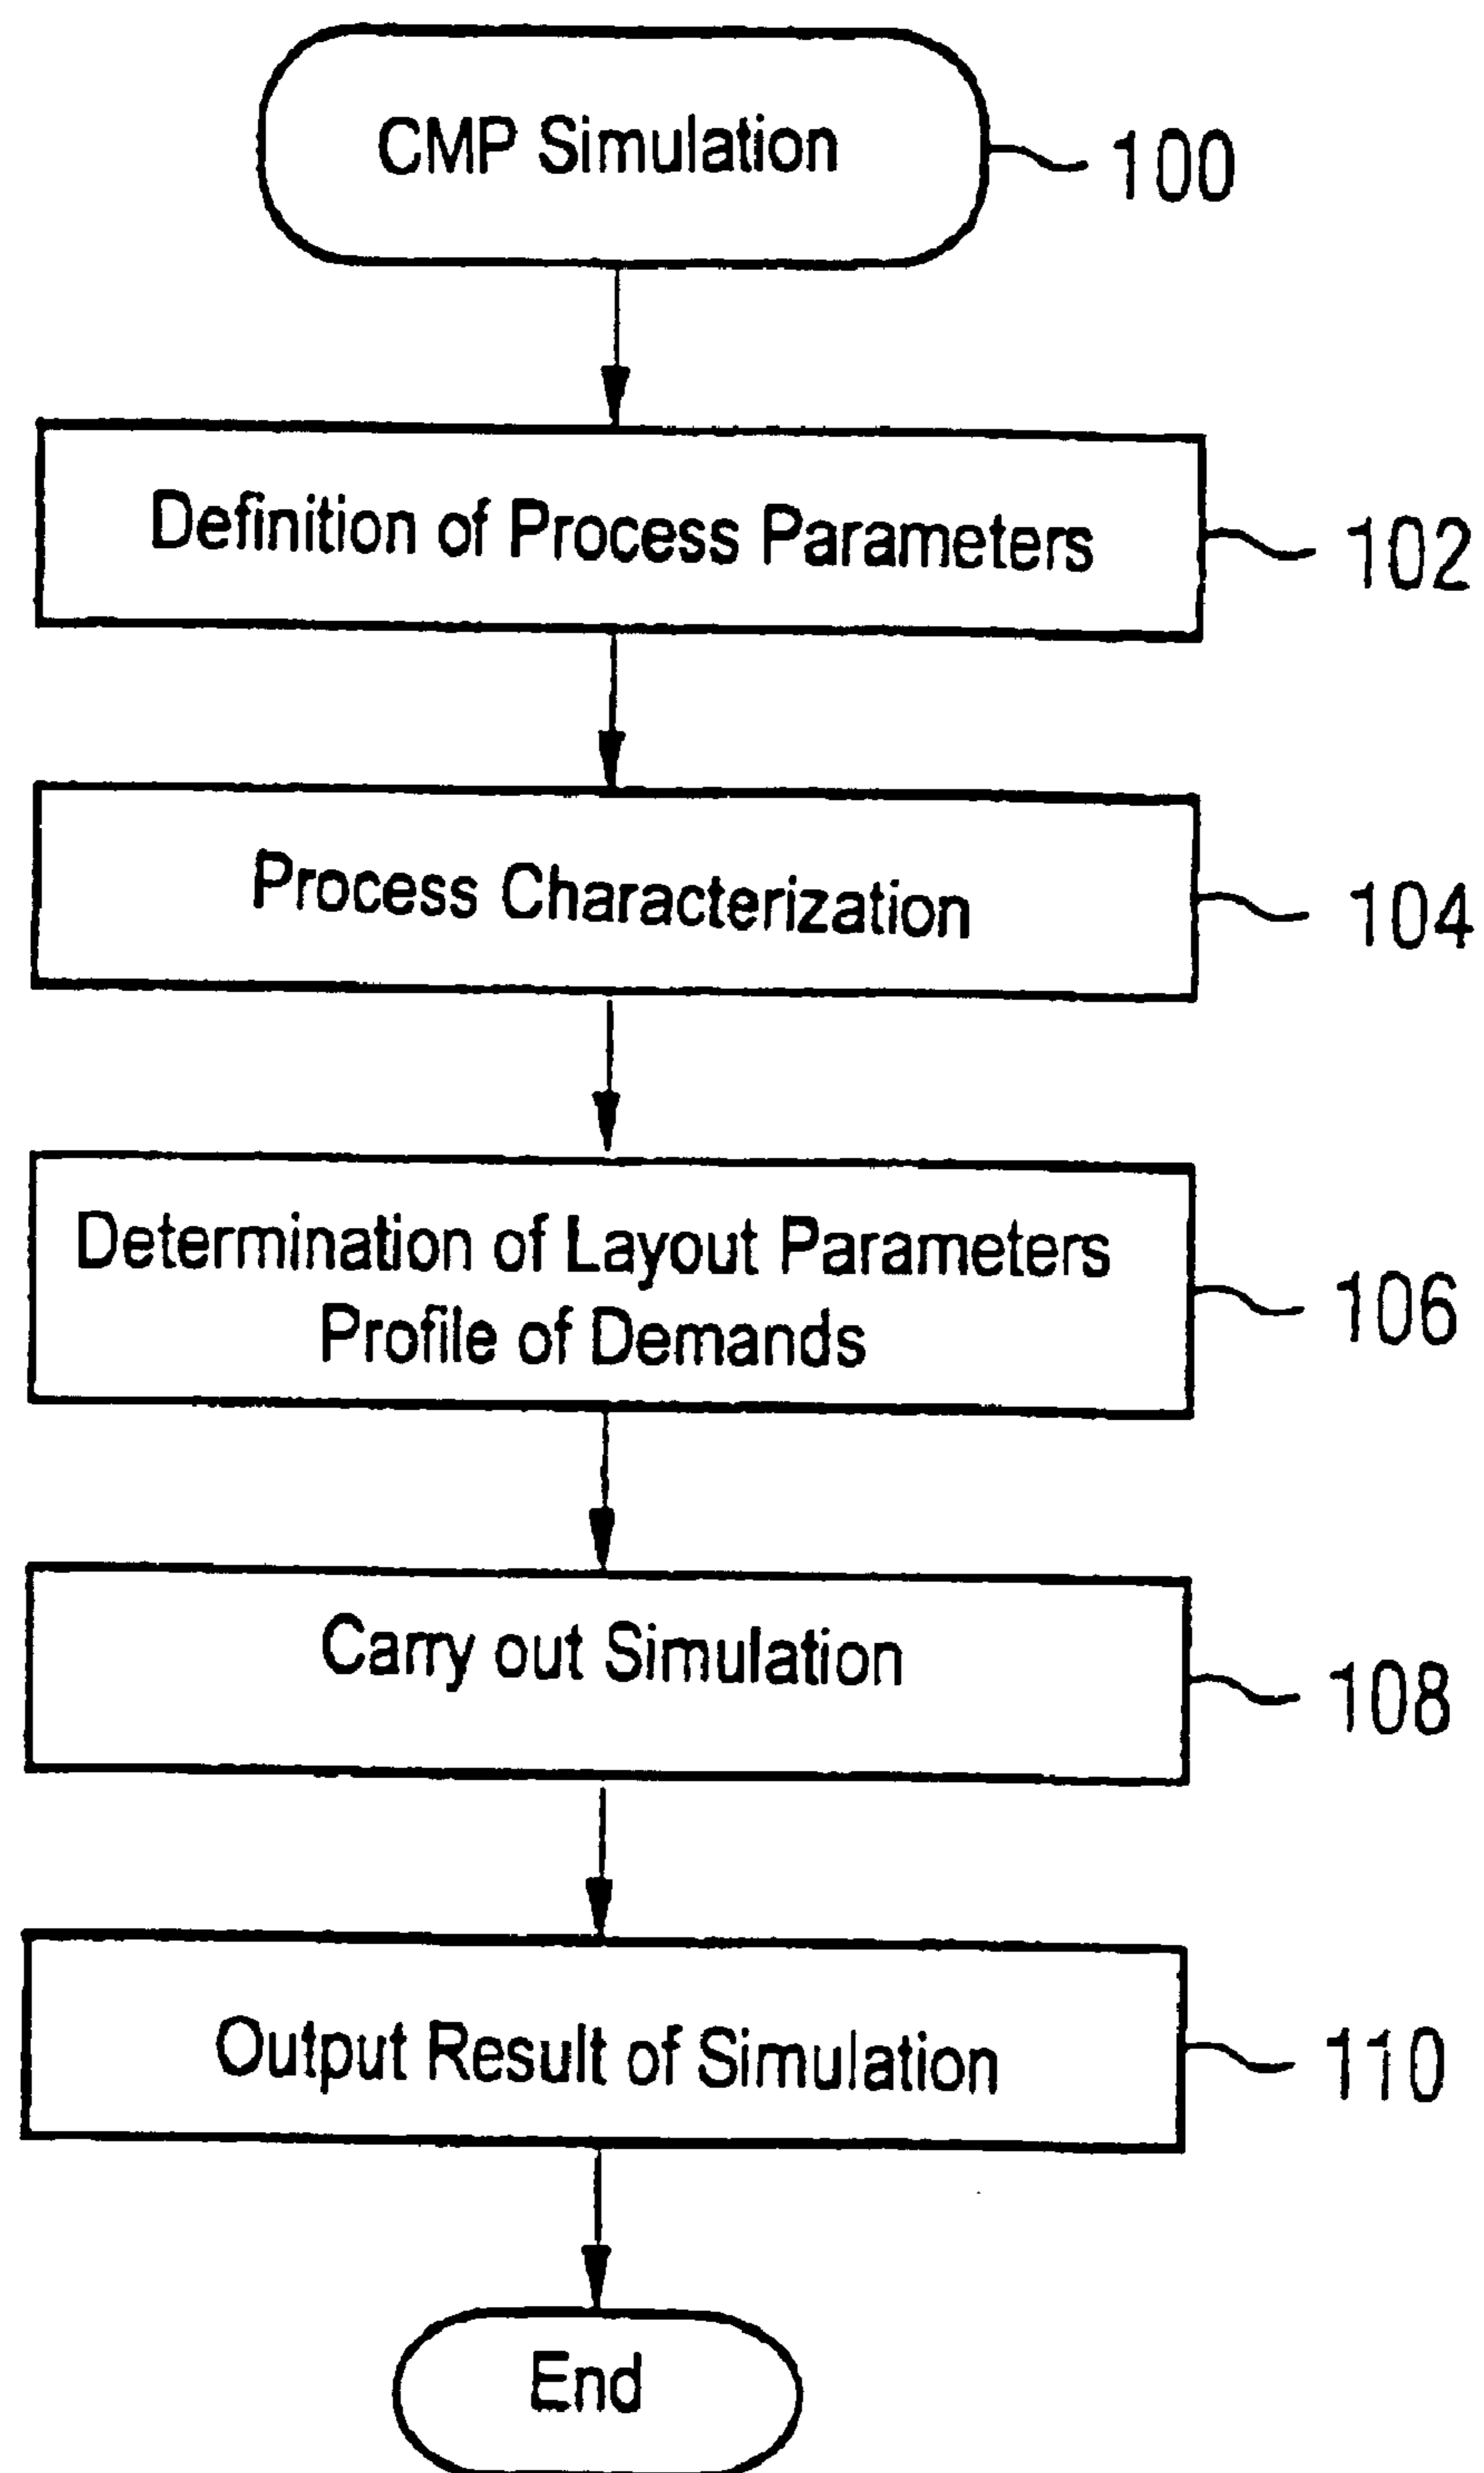 CMP Simulation
100
Definition of Process Parameters
102
Process Characterization
104
Determination of Layout Parameters
Profile of Demands
106
Carry out Simulation
108
Output Result of Simulation
110
End